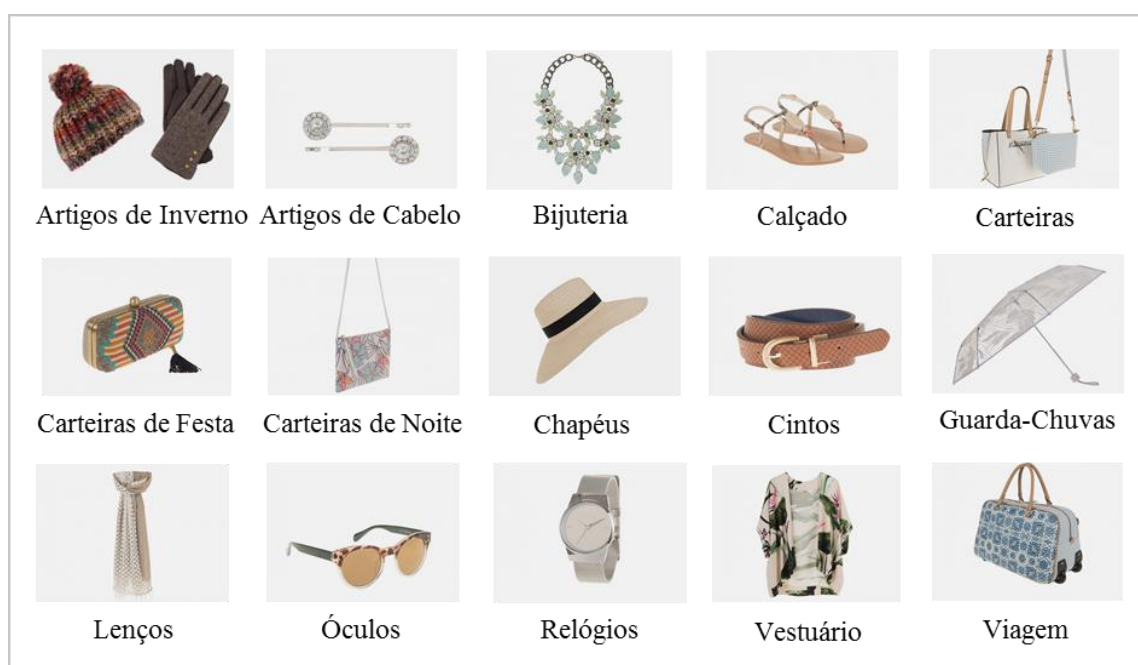 Artigos de Inverno Artigos de Cabelo Bijuteria Calçado Carteiras
Carteiras de Festa Carteiras de Noite Chapéus Cintos Guarda-Chuvas
Lenços Óculos Relógios Vestuário Viagem